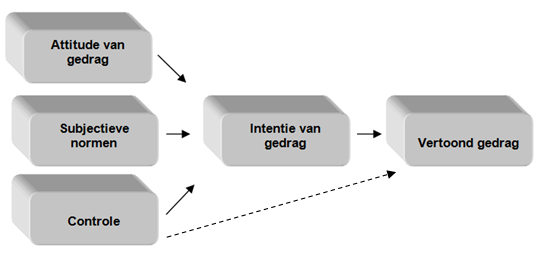 Attitude van
gedrag
Subjectieve
normen
Intentie van
gedrag
Vertoond gedrag
Controle